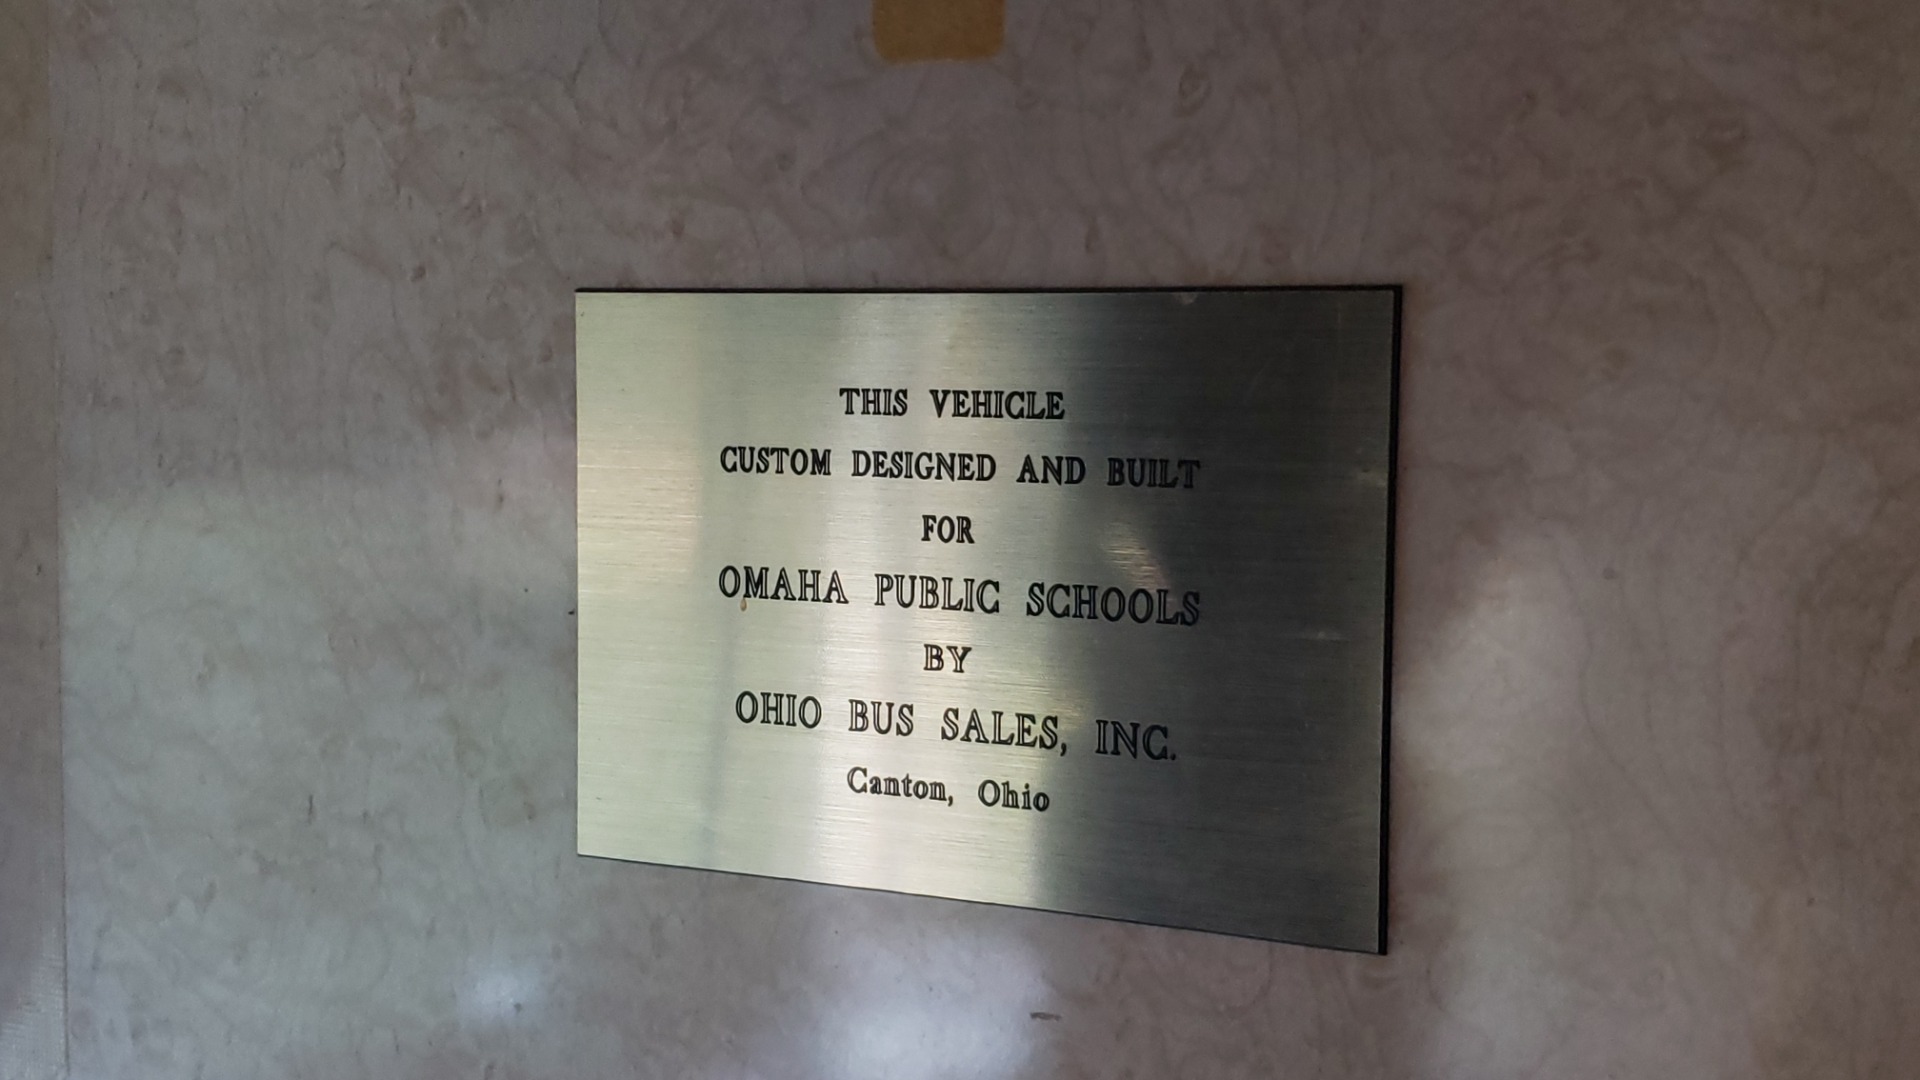 THIS VEHICLE
CUSTOM DESIGNED AND BUILT
FOR
OMAHA PUBLIC SCHOOLS
BY
OHIO BUS SALES, INC.
Canton, Ohio